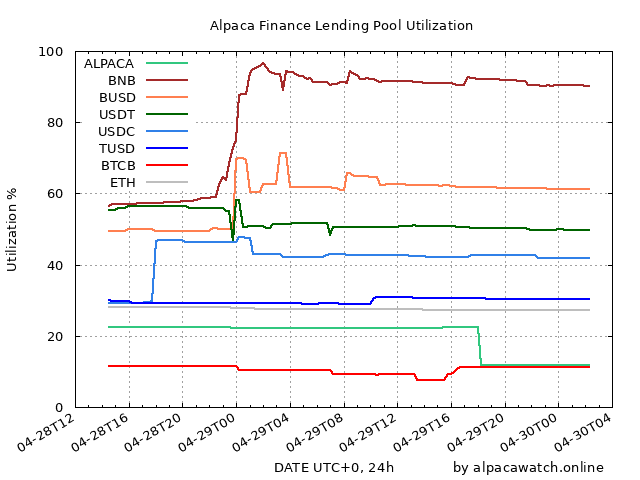 Alpaca Finance Lending Pool Utilization
Utilization %
100
80
60
40
20
0
ALPACA
BNB
BUSD
USDT
USDC
TUSD
BTCB
ETH
04-28T12
04-28T16
04-28T20
04-29T00
04-29T04
04-29T08
04-29T12
04-29T16
04-29T20
04-30T00
04-30T04
DATE UTC+0, 24h
by alpacawatch.online